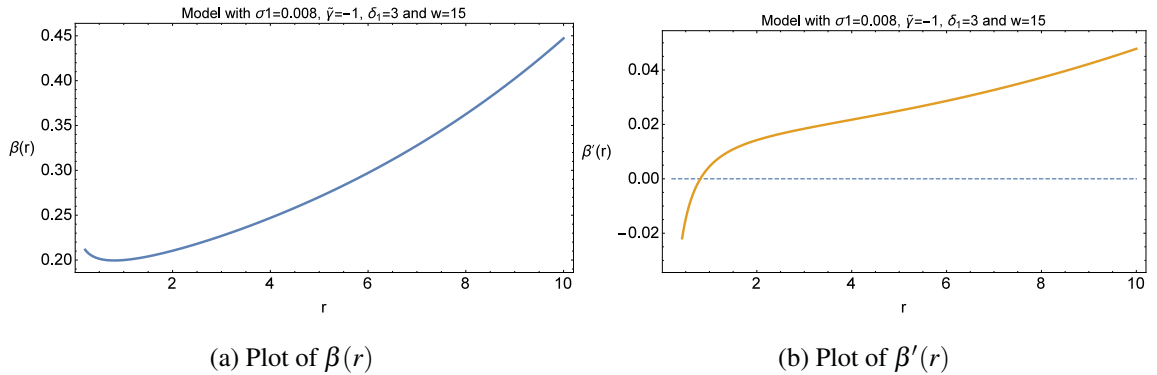 Model with σ1=0.008, γ̃=-1, δ₁=3 and w=15
0.45
0.40
0.35
β(r)
0.30
0.25
0.20
2
4
6
8
10
r
(a) Plot of β(r)
Model with σ1=0.008, γ̃=-1, δ₁=3 and w=15
0.04
0.02
β′(r)
0.00
-0.02
2
4
6
8
10
r
(b) Plot of β′(r)